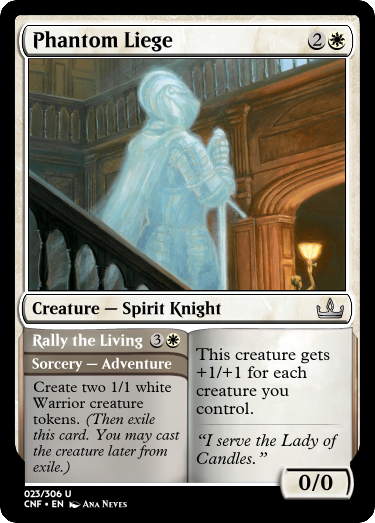 Phantom Liege 2
Creature — Spirit Knight
Rally the Living 3
Sorcery — Adventure
Create two 1/1 white
Warrior creature
tokens. (Then exile
this card. You may cast
the creature later from
exile.)
This creature gets
+1/+1 for each
creature you
control.
“I serve the Lady of
Candles.”
0/0
023/306 U
CNF • EN Ana Neves